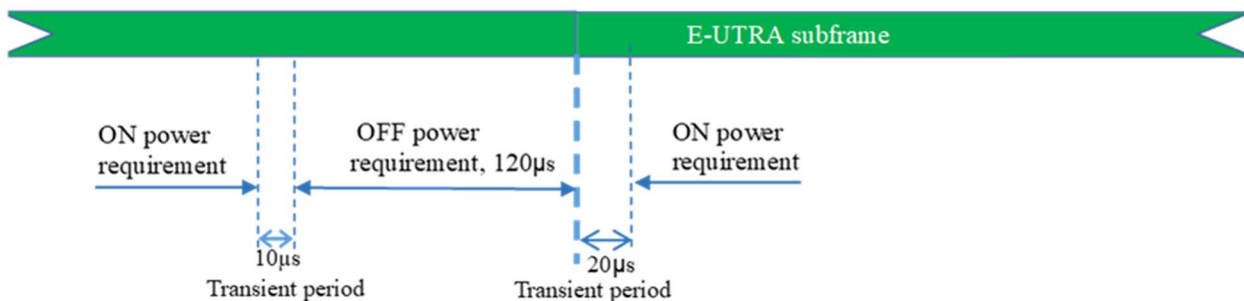 E-UTRA subframe
ON power
requirement
OFF power
requirement, 120μs
ON power
requirement
10μs
Transient period
20μs
Transient period